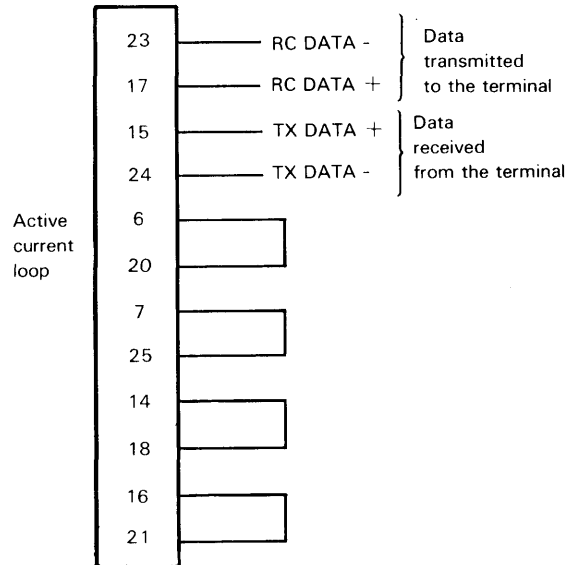 23 RC DATA -
17 RC DATA +
Data
transmitted
to the terminal
15 TX DATA +
24 TX DATA -
Data
received
from the terminal
6
Active
current
loop
20
7
25
14
18
16
21